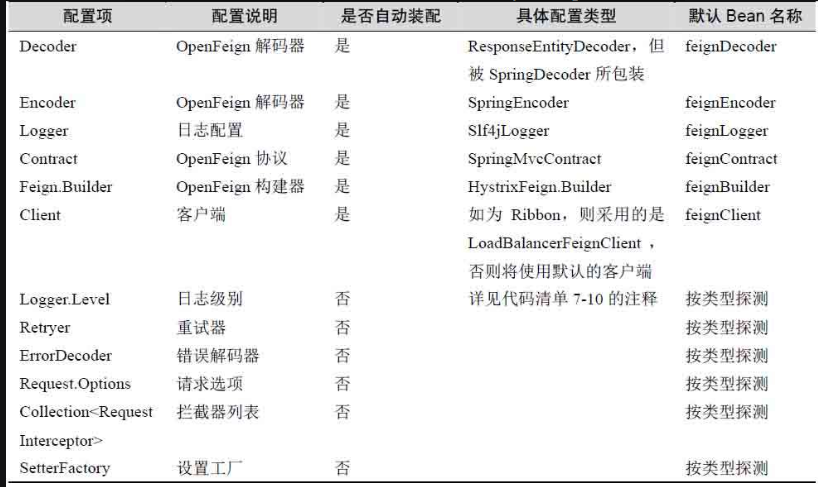 配置项 配置说明 是否自动装配 具体配置类型 默认 Bean 名称
Decoder OpenFeign 解码器 是 ResponseEntityDecoder，但 feignDecoder
被 SpringDecoder 所包装
Encoder OpenFeign 解码器 是 SpringEncoder feignEncoder
Logger 日志配置 是 Slf4jLogger feignLogger
Contract OpenFeign 协议 是 SpringMvcContract feignContract
Feign.Builder OpenFeign 构建器 是 HystrixFeign.Builder feignBuilder
Client 客户端 是 如为 Ribbon，则采用的是 feignClient
LoadBalancerFeignClient，
否则将使用默认的客户端
Logger.Level 日志级别 否 详见代码清单 7-10 的注释 按类型探测
Retryer 重试器 否 按类型探测
ErrorDecoder 错误解码器 否 按类型探测
Request.Options 请求选项 否 按类型探测
Collection<Request 拦截器列表 否 按类型探测
Interceptor>
SetterFactory 设置工厂 否 按类型探测